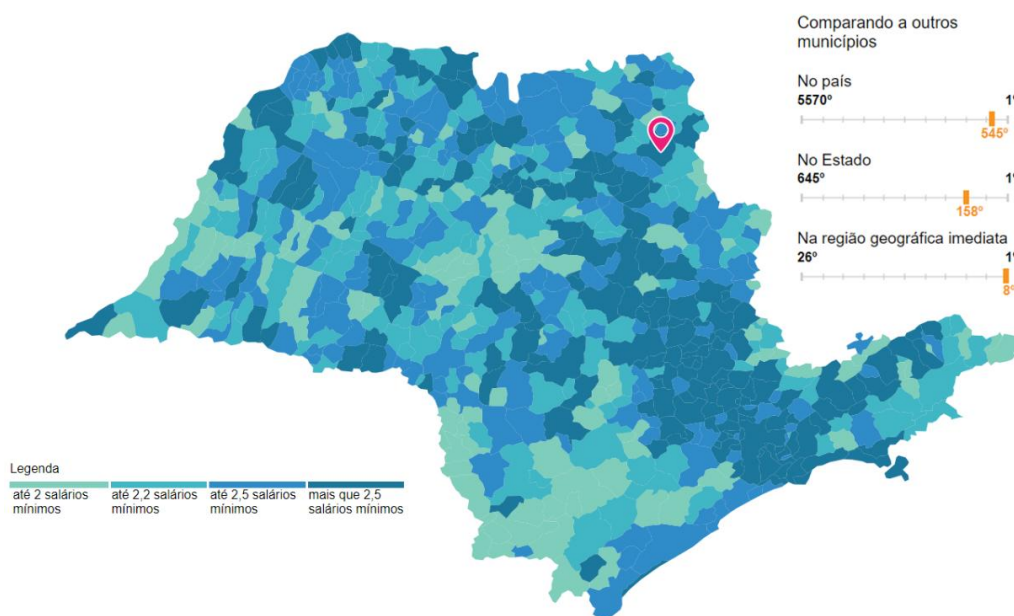 Comparando a outros
municípios
No país
5570º 1º
545º
No Estado
645º 1º
158º
Na região geográfica imediata
26º 1º
8º
Legenda
até 2 salários
mínimos
até 2,2 salários
mínimos
até 2,5 salários
mínimos
mais que 2,5
salários mínimos